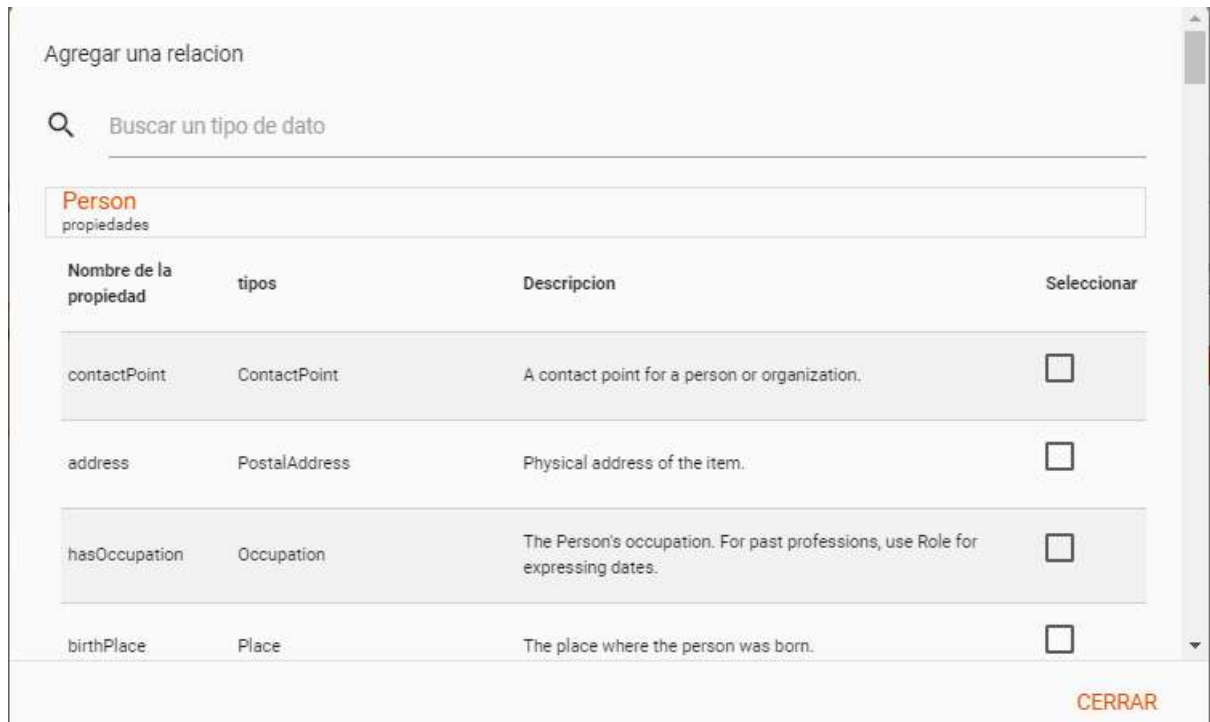 Agregar una relacion
Buscar un tipo de dato
Person
propiedades
Nombre de la propiedad tipos Descripcion Seleccionar
contactPoint ContactPoint A contact point for a person or organization.
address PostalAddress Physical address of the item.
hasOccupation Occupation The Person's occupation. For past professions, use Role for
expressing dates.
birthPlace Place The place where the person was born.
CERRAR